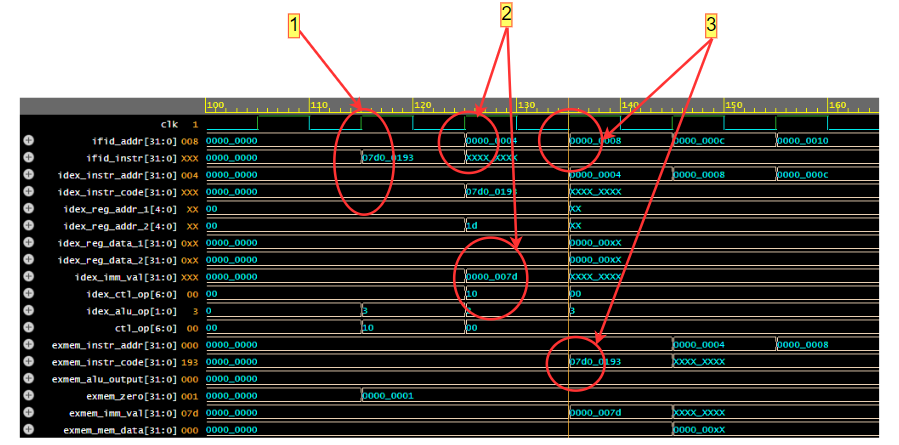 1 2 3
100 110 120 130 140 150 160
clk 1
ifid_addr[31:0] 008 0000_0000 0000_0004 0000_0008 0000_000c 0000_0010
ifid_instr[31:0] XXX 0000_0000 07d0_0193 XXXX_XXXX
idex_instr_addr[31:0] 004 0000_0000 0000_0004 0000_0008 0000_000c
idex_instr_code[31:0] XXX 0000_0000 07d0_0193 XXXX_XXXX
idex_reg_addr_1[4:0] XX 00 XX
idex_reg_addr_2[4:0] XX 00 1d XX
idex_reg_data_1[31:0] 0XX 0000_0000 0000_00XX
idex_reg_data_2[31:0] 0XX 0000_0000 0000_00XX
idex_imm_val[31:0] XXX 0000_0000 0000_007d XXXX_XXXX
idex_ctl_op[6:0] 00 00 10 00
idex_alu_op[1:0] 3 0 3 3
ctl_op[6:0] 00 00 10 00
exmem_instr_addr[31:0] 000 0000_0000 0000_0004 0000_0008
exmem_instr_code[31:0] 193 0000_0000 07d0_0193 XXXX_XXXX
exmem_alu_output[31:0] 000 0000_0000
exmem_zero[31:0] 001 0000_0000 0000_0001
exmem_imm_val[31:0] 07d 0000_0000 0000_007d XXXX_XXXX
exmem_mem_data[31:0] 000 0000_0000 0000_00XX